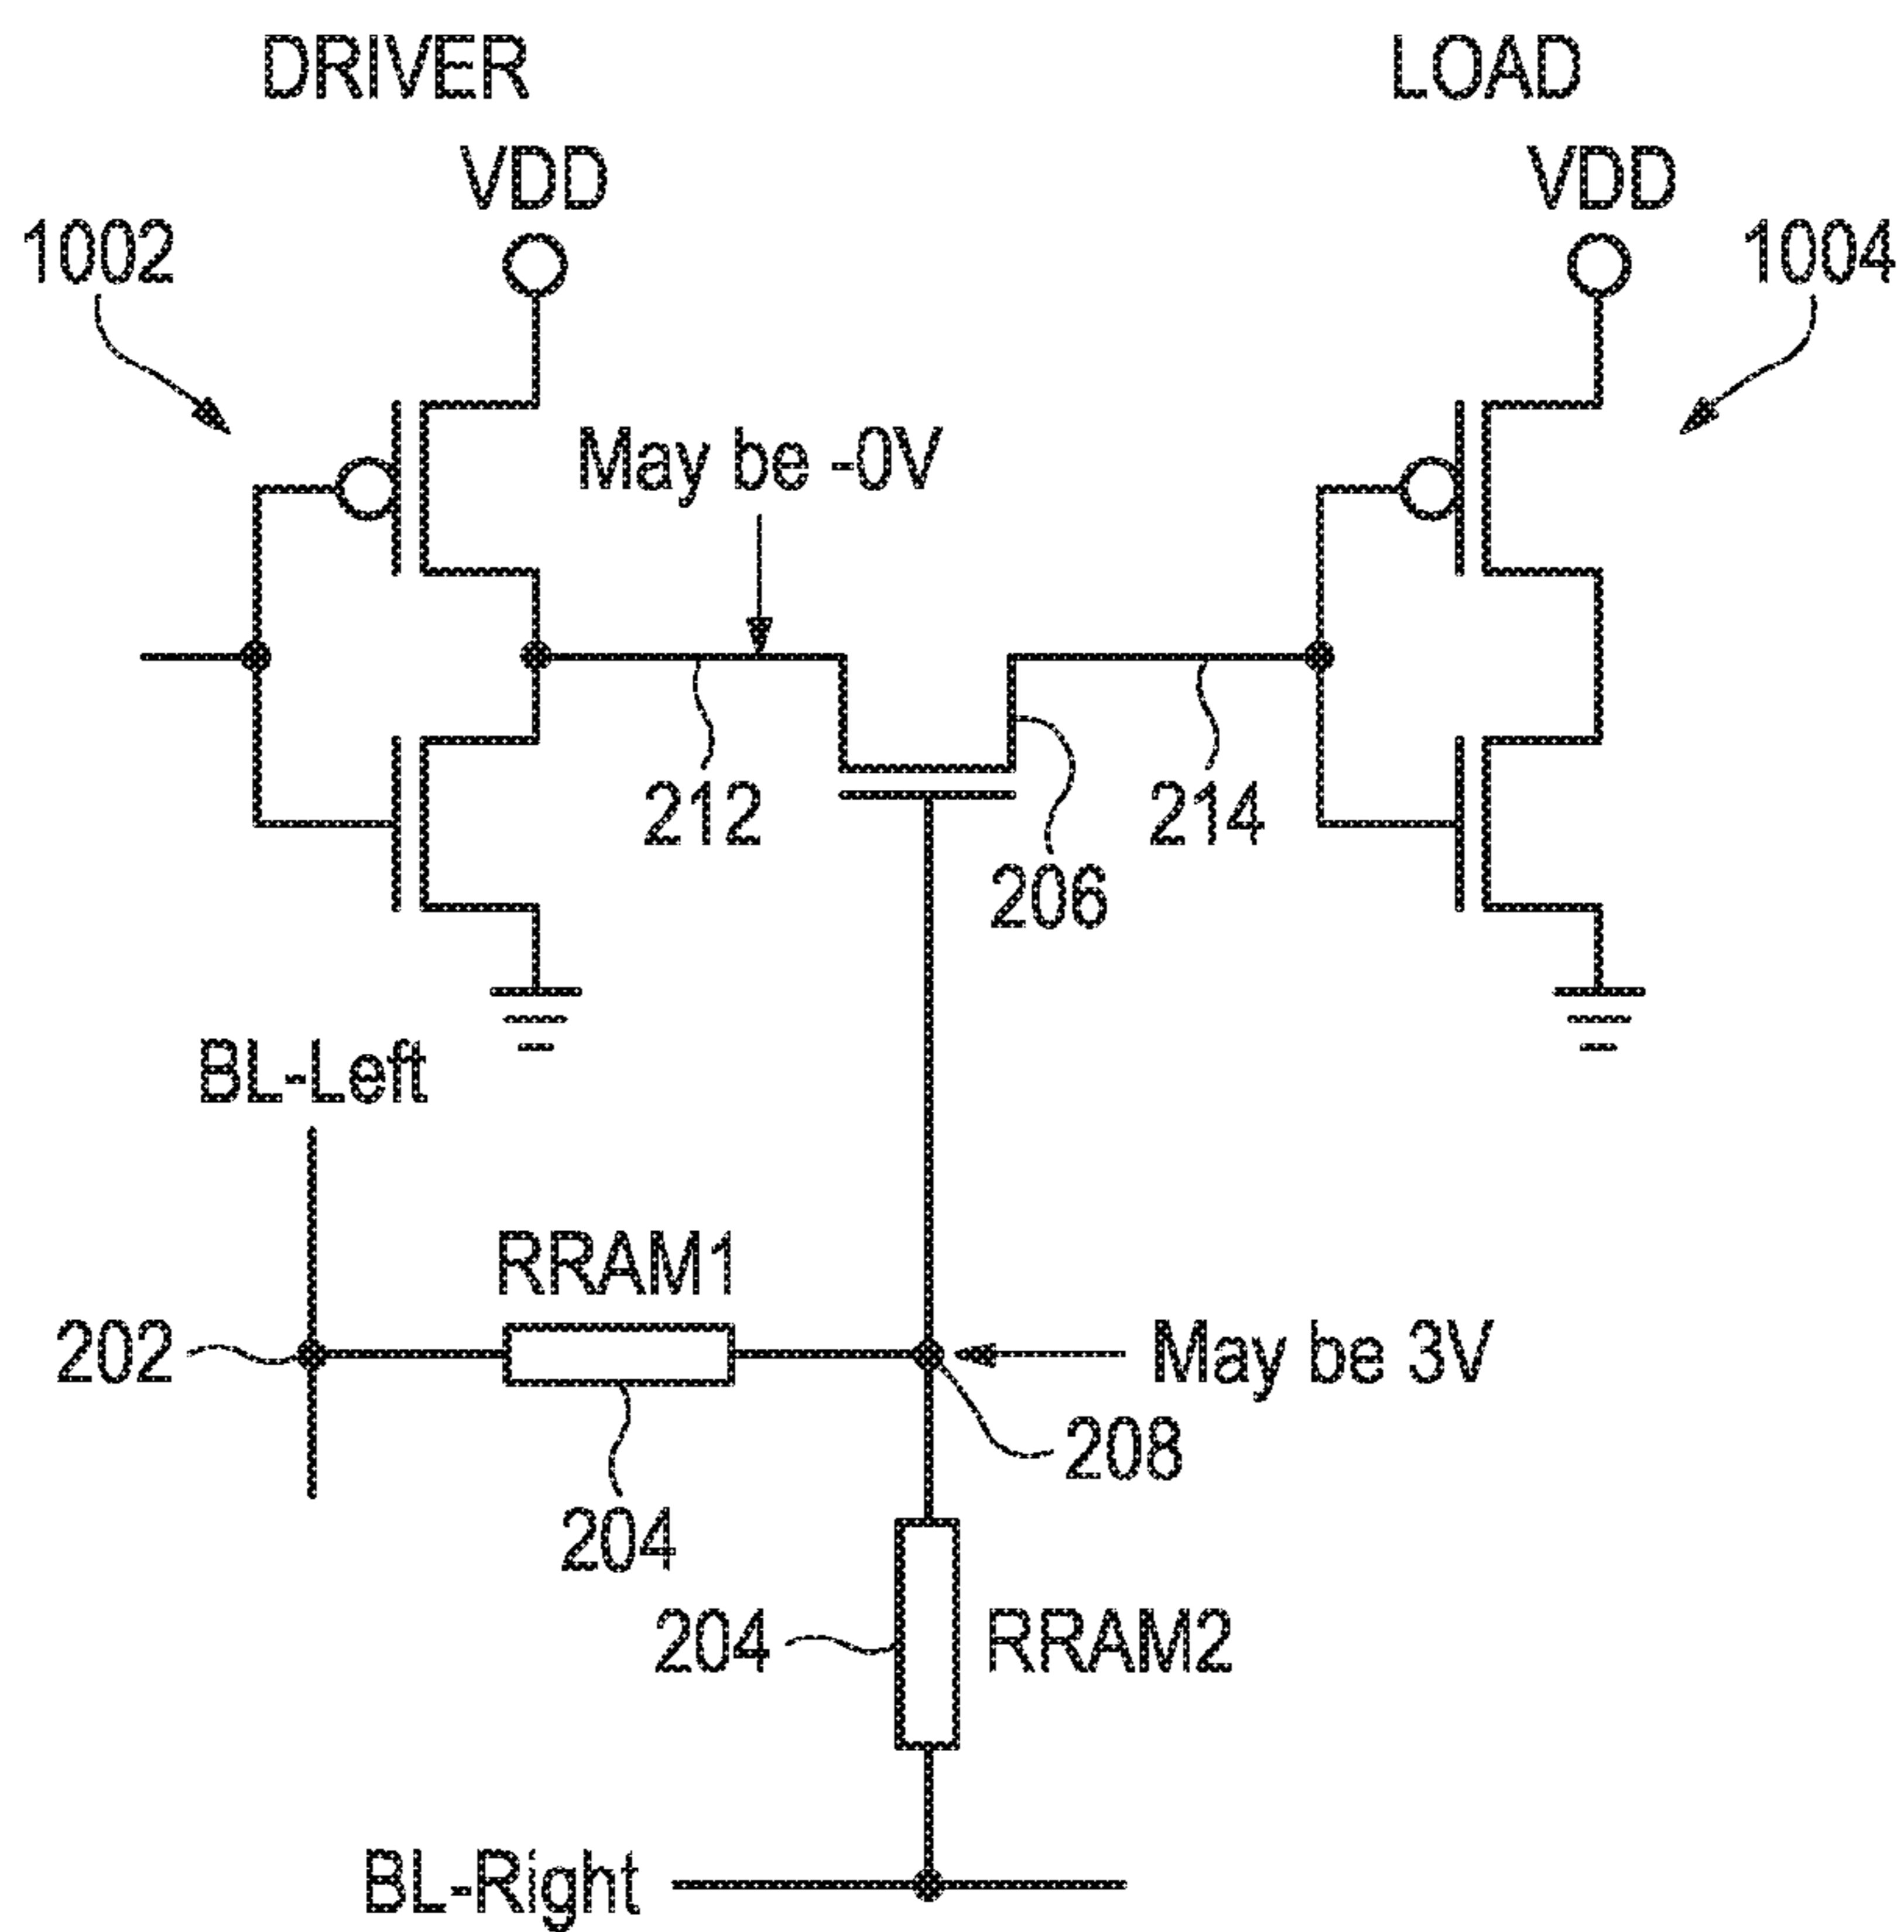 DRIVER
LOAD
VDD
VDD
1002
1004
May be -0V
212
214
206
BL-Left
RRAM1
202
May be 3V
208
204
204
RRAM2
BL-Right